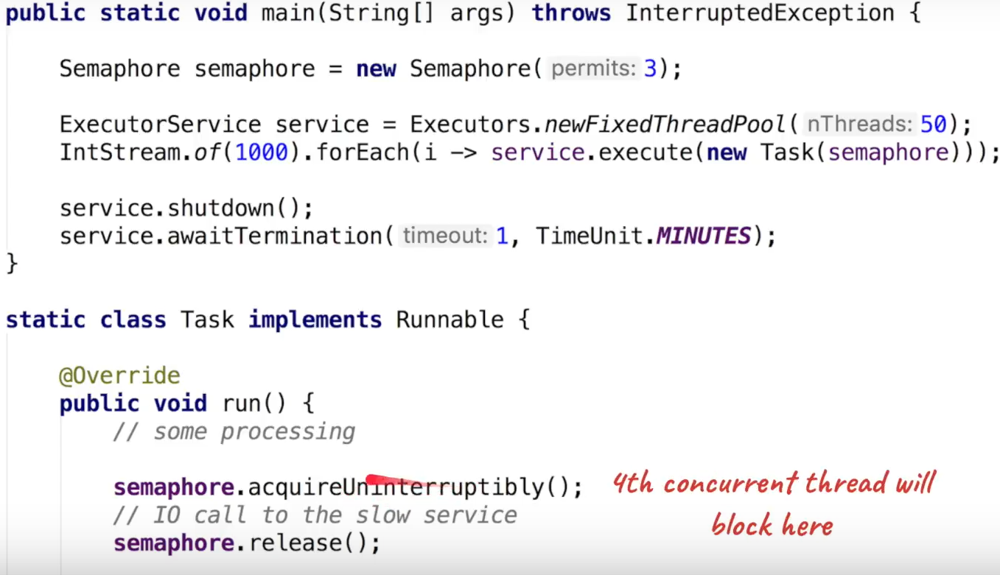 public static void main(String[] args) throws InterruptedException {
Semaphore semaphore = new Semaphore( permits: 3);
ExecutorService service = Executors.newFixedThreadPool( nThreads: 50);
IntStream.of(1000).forEach(i -> service.execute(new Task(semaphore)));
service.shutdown();
service.awaitTermination( timeout: 1, TimeUnit.MINUTES);
}
static class Task implements Runnable {
@Override
public void run() {
// some processing
semaphore.acquireUninterruptibly(); 4th concurrent thread will
// IO call to the slow service block here
semaphore.release();